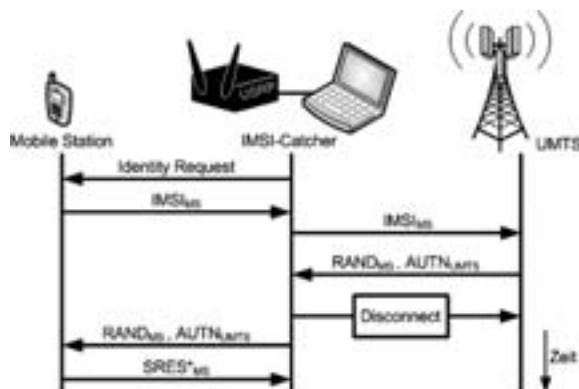 USRP
Mobile Station
IMSI-Catcher
UMTS
Identity Request
IMSI_MS
IMSI_MS
RAND_MS, AUTN_UMTS
Disconnect
RAND_MS, AUTN_UMTS
Zeit
SRES*_MS